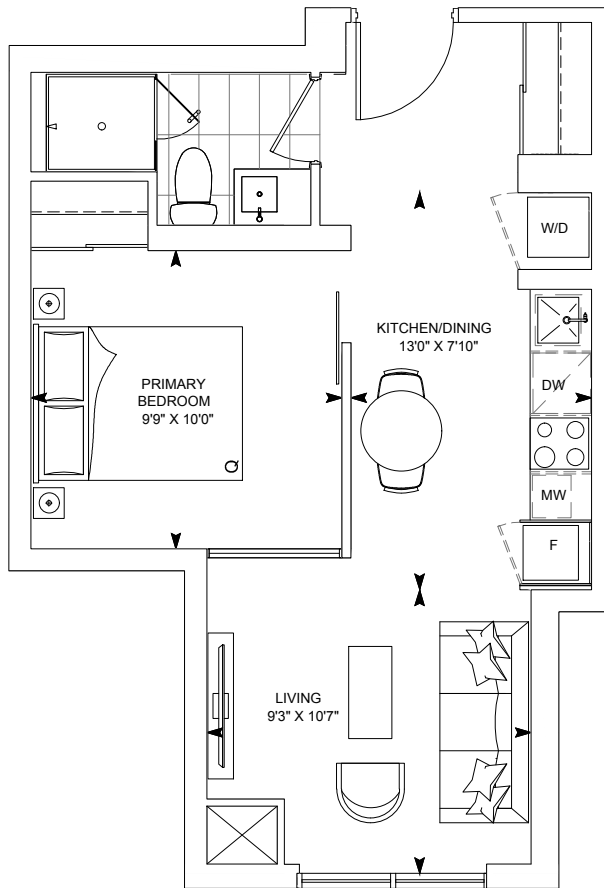 W/D
KITCHEN/DINING
13'0" X 7'10"
PRIMARY
BEDROOM
9'9" X 10'0"
DW
Q
MW
F
LIVING
9'3" X 10'7"